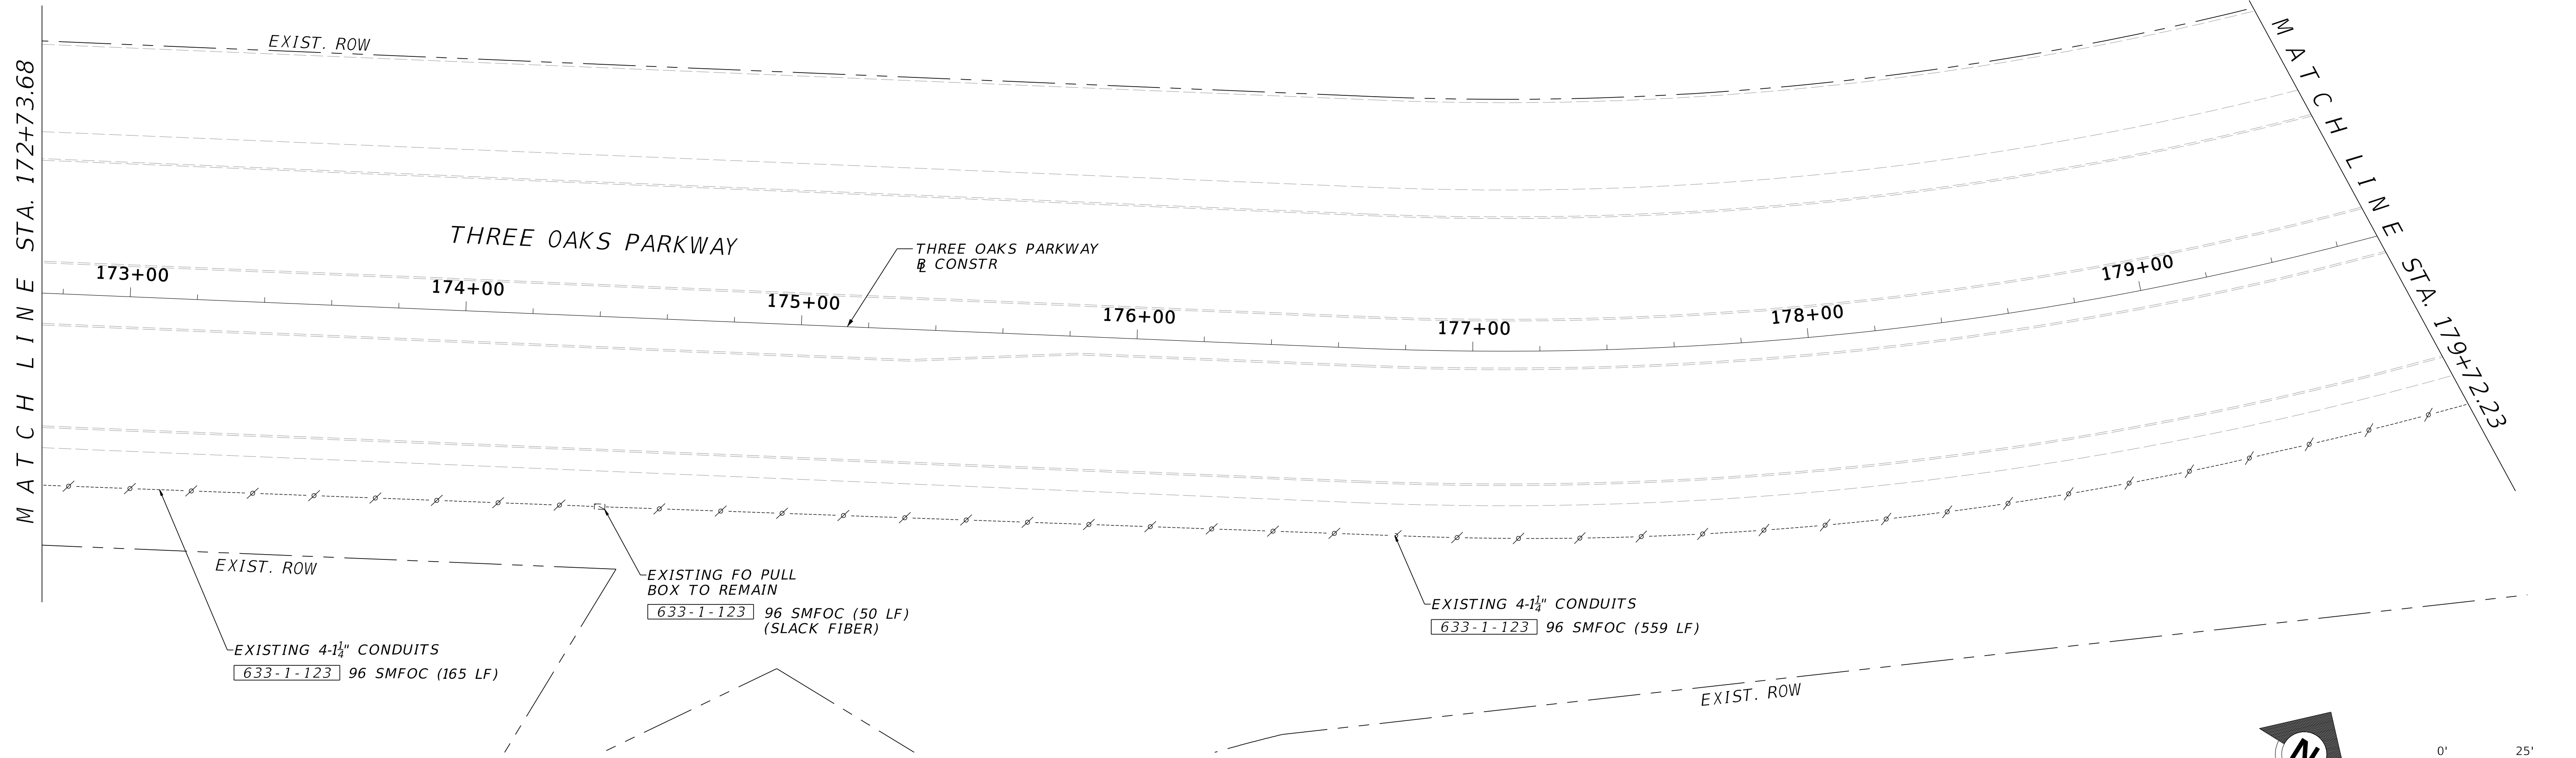 EXIST. ROW
MATCH LINE STA. 172+73.68
MATCH LINE STA. 179+72.23
THREE OAKS PARKWAY
THREE OAKS PARKWAY
℄ CONSTR
173+00
174+00
175+00
176+00
177+00
178+00
179+00
EXIST. ROW
EXISTING 4-1¼" CONDUITS
633-1-123 96 SMFOC (165 LF)
EXISTING FO PULL
BOX TO REMAIN
633-1-123 96 SMFOC (50 LF)
(SLACK FIBER)
EXISTING 4-1¼" CONDUITS
633-1-123 96 SMFOC (559 LF)
EXIST. ROW
N
0' 25'